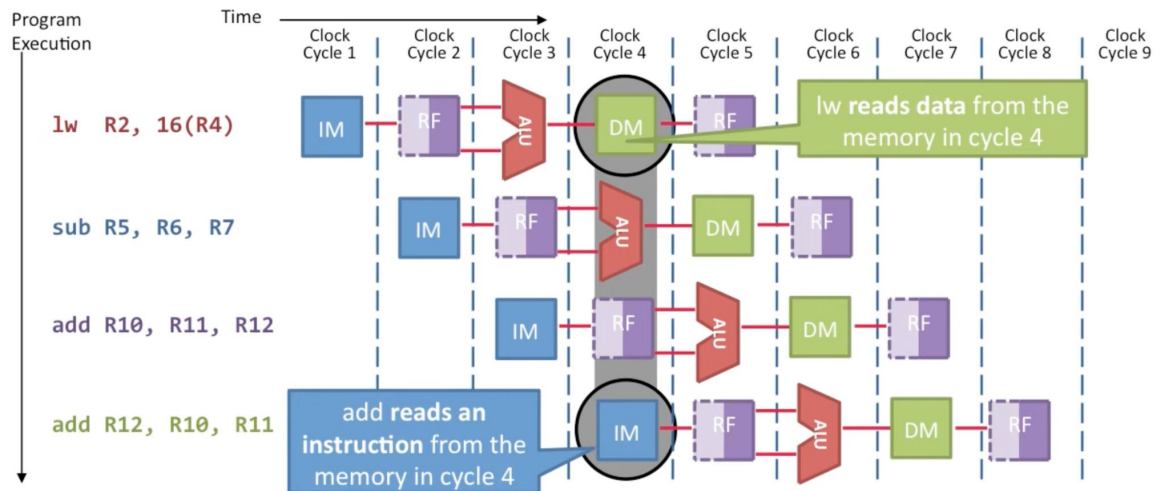 Program
Execution
Time
Clock
Cycle 1
Clock
Cycle 2
Clock
Cycle 3
Clock
Cycle 4
Clock
Cycle 5
Clock
Cycle 6
Clock
Cycle 7
Clock
Cycle 8
Clock
Cycle 9
lw R2, 16(R4)
IM
RF
ALU
DM
RF
lw reads data from the
memory in cycle 4
sub R5, R6, R7
IM
RF
ALU
DM
RF
add R10, R11, R12
IM
RF
ALU
DM
RF
add R12, R10, R11
add reads an
instruction from the
memory in cycle 4
IM
RF
ALU
DM
RF